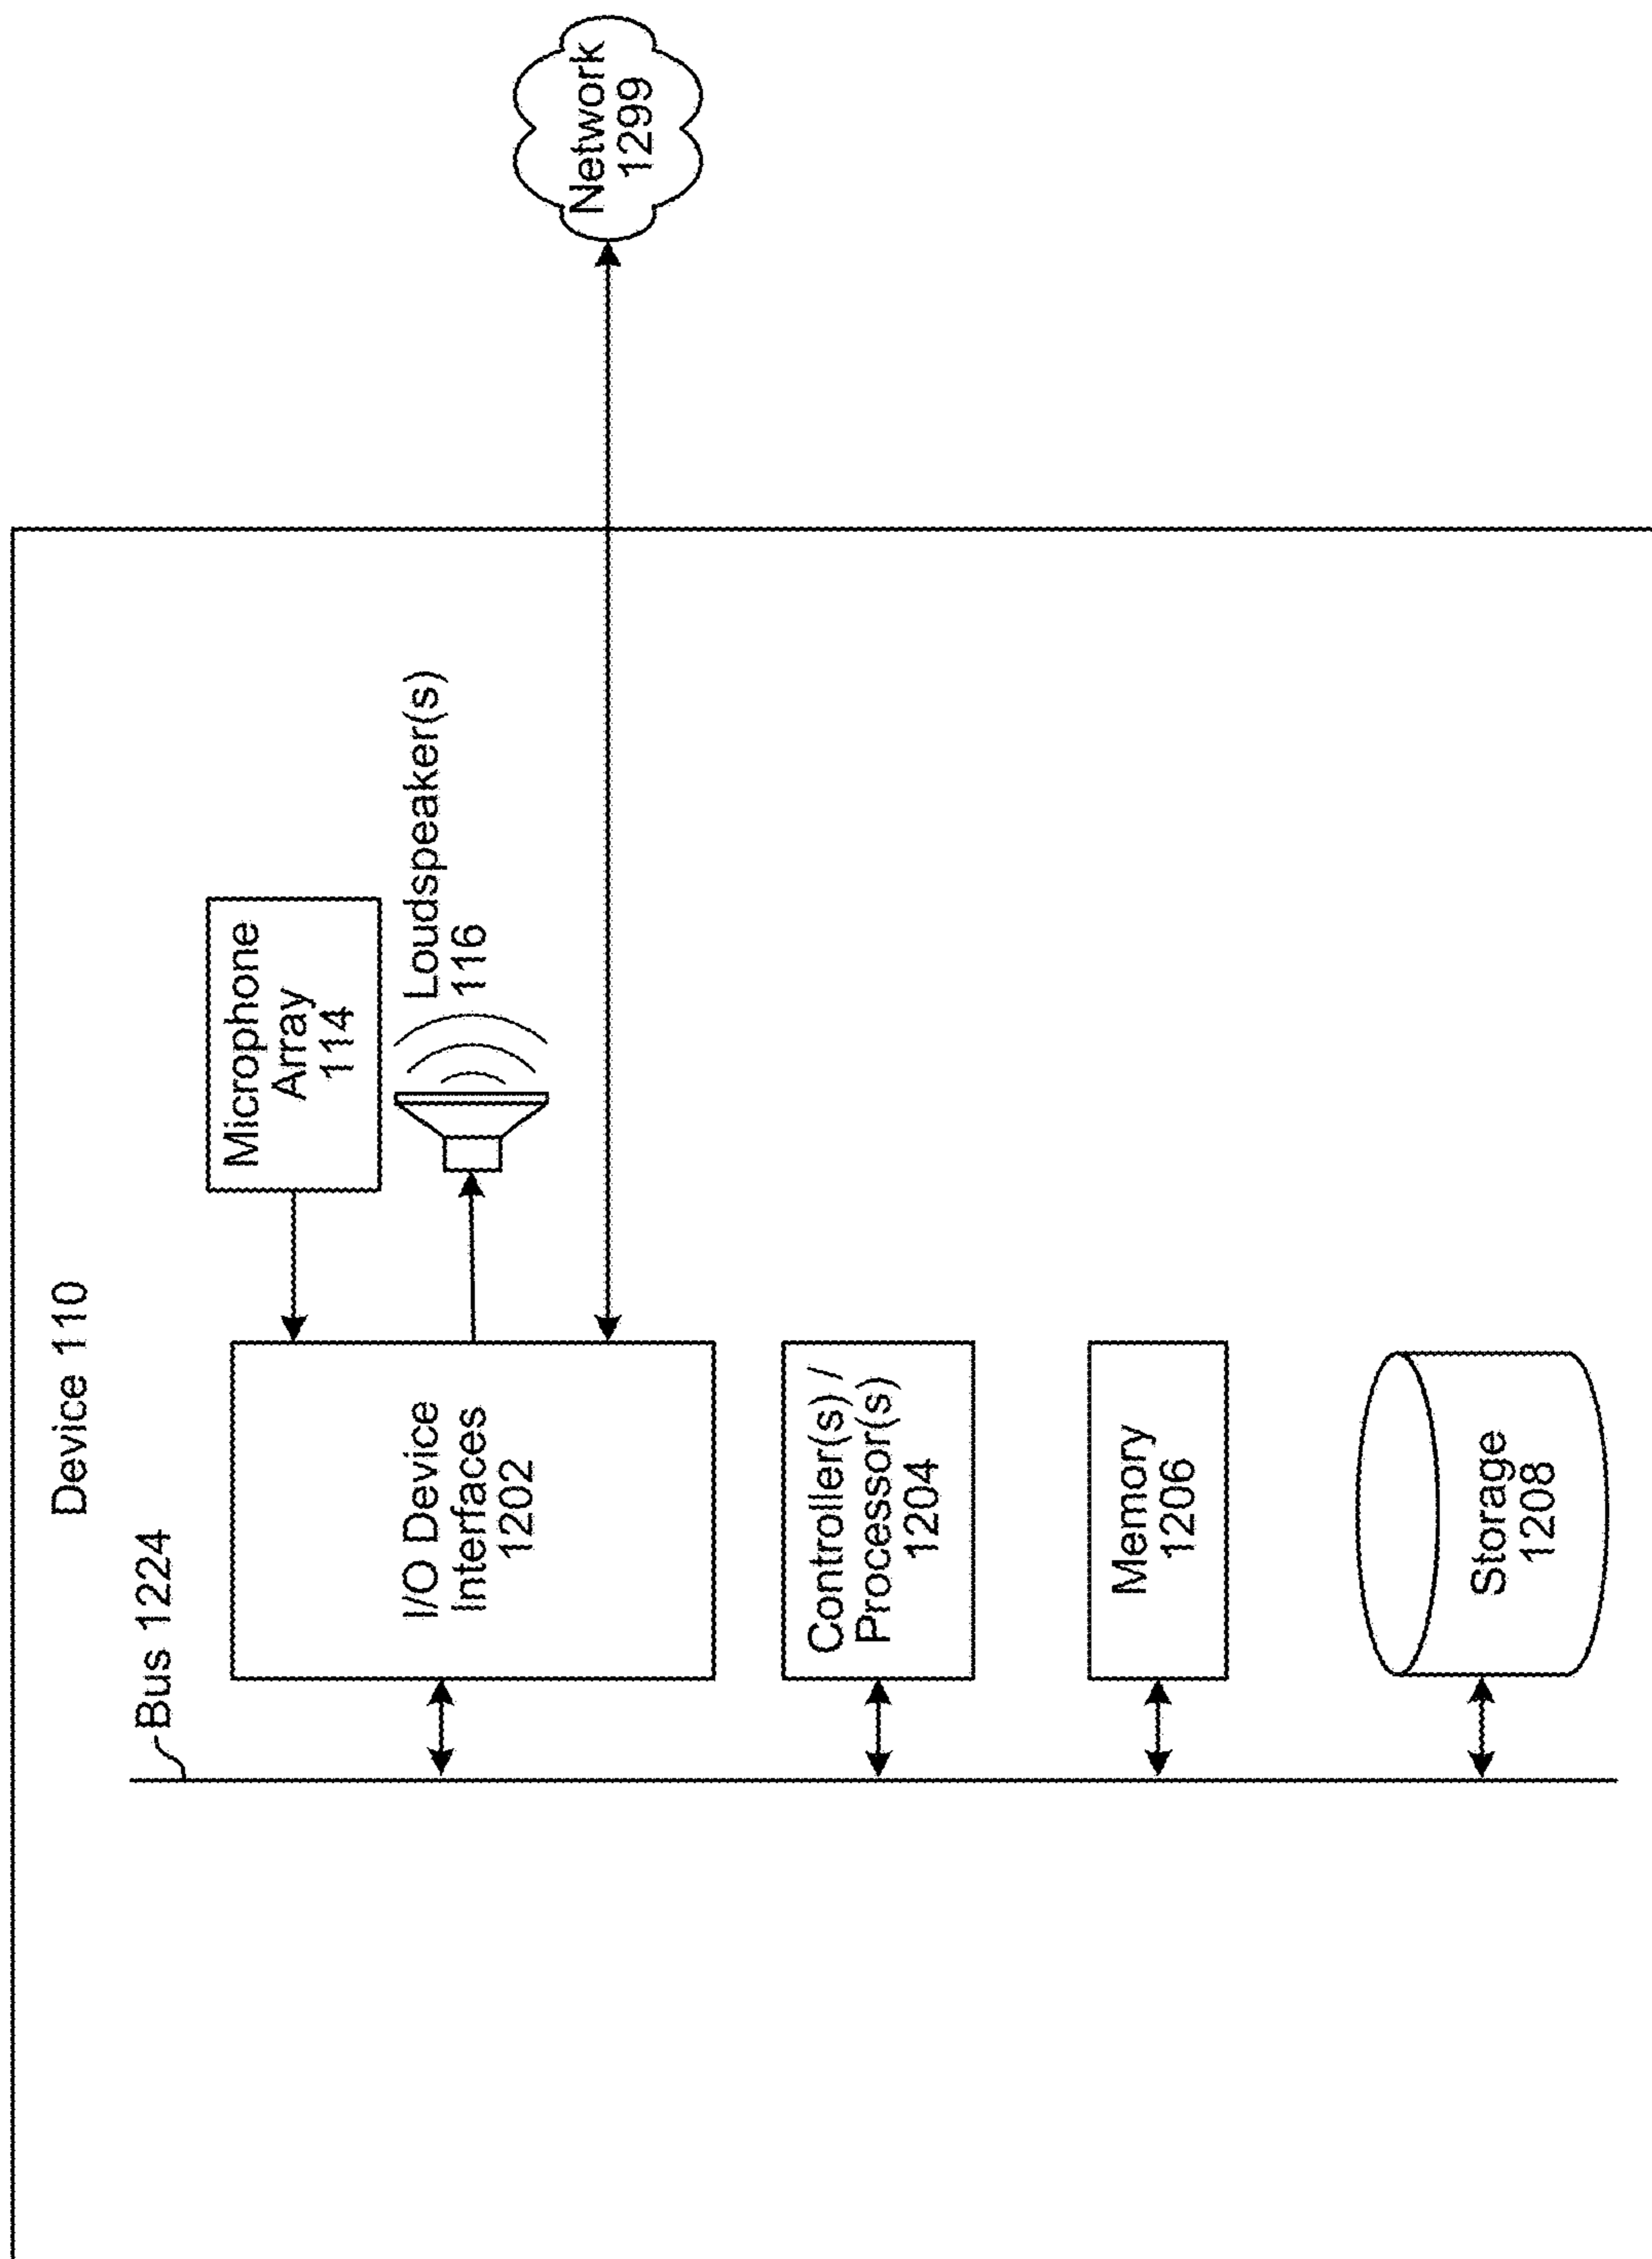 Device 110
Bus 1224
Microphone
Array
114
Loudspeaker(s)
116
I/O Device
Interfaces
1202
Network
1299
Controller(s) /
Processor(s)
1204
Memory
1206
Storage
1208